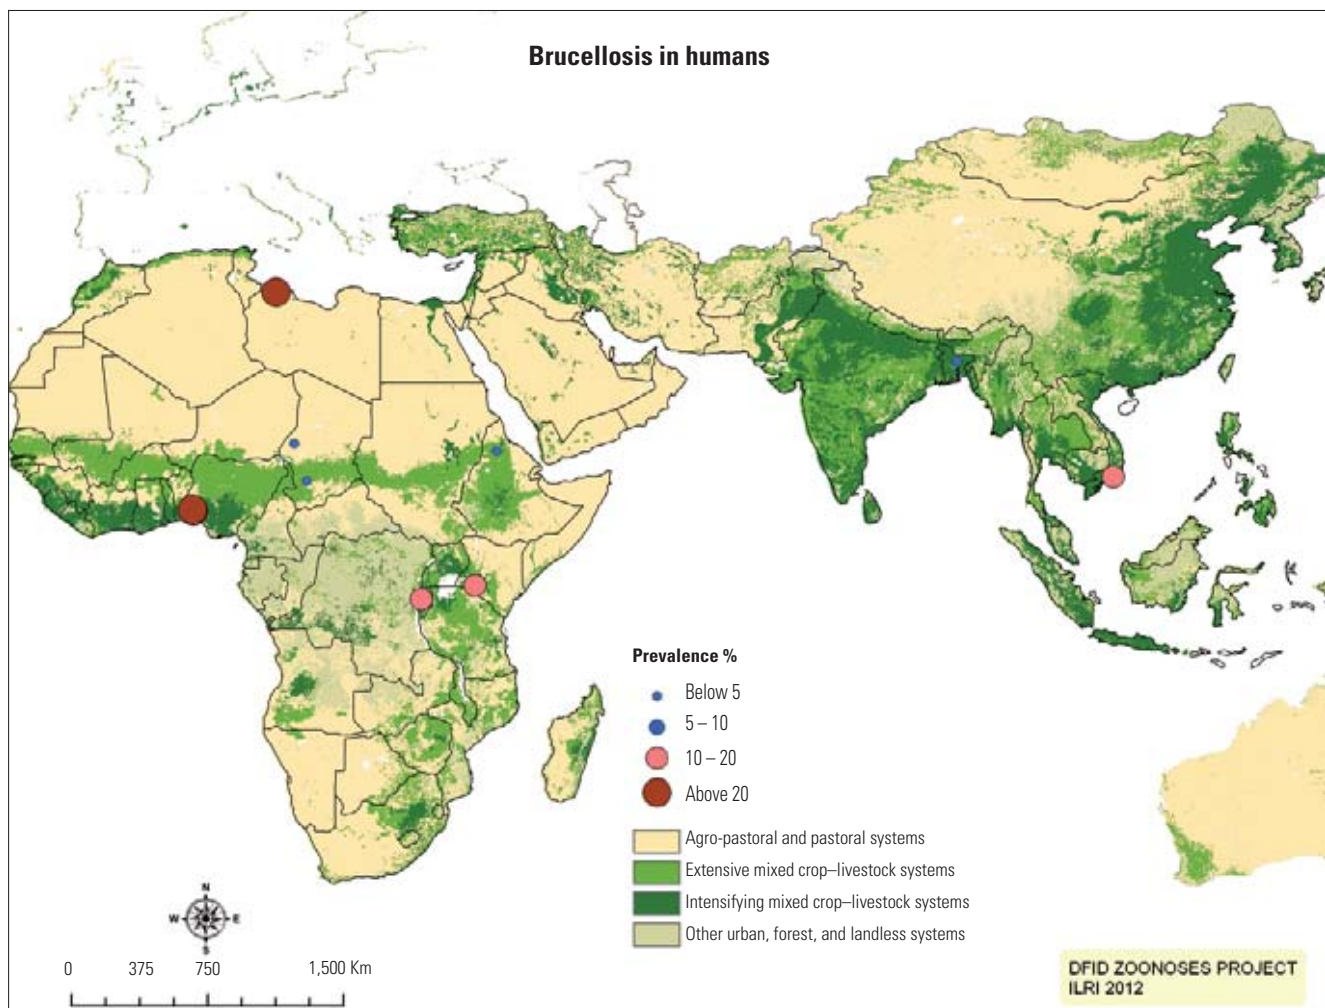 Brucellosis in humans
Prevalence %
Below 5
5 – 10
10 – 20
Above 20
Agro-pastoral and pastoral systems
Extensive mixed crop–livestock systems
Intensifying mixed crop–livestock systems
Other urban, forest, and landless systems
N
W E
S
0 375 750 1,500 Km
DFID ZOONOSES PROJECT
ILRI 2012